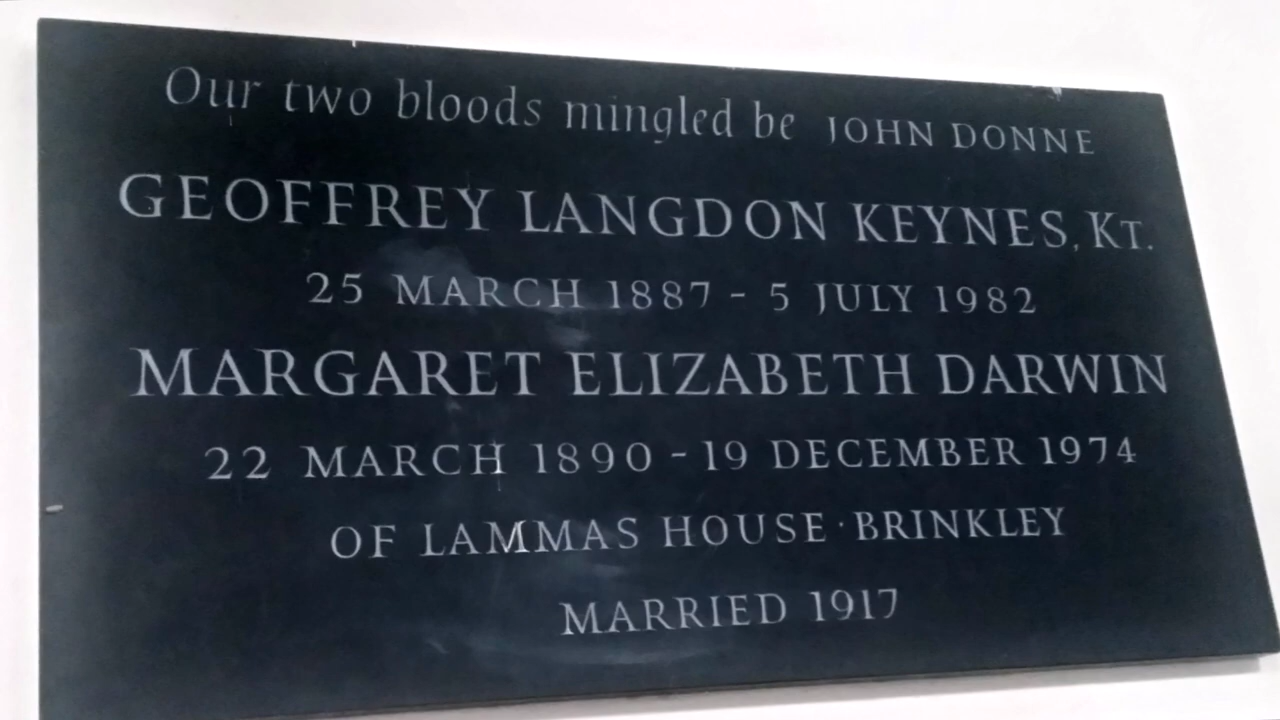 Our two bloods mingled be JOHN DONNE
GEOFFREY LANGDON KEYNES, KT.
25 MARCH 1887 - 5 JULY 1982
MARGARET ELIZABETH DARWIN
22 MARCH 1890 - 19 DECEMBER 1974
OF LAMMAS HOUSE · BRINKLEY
MARRIED 1917